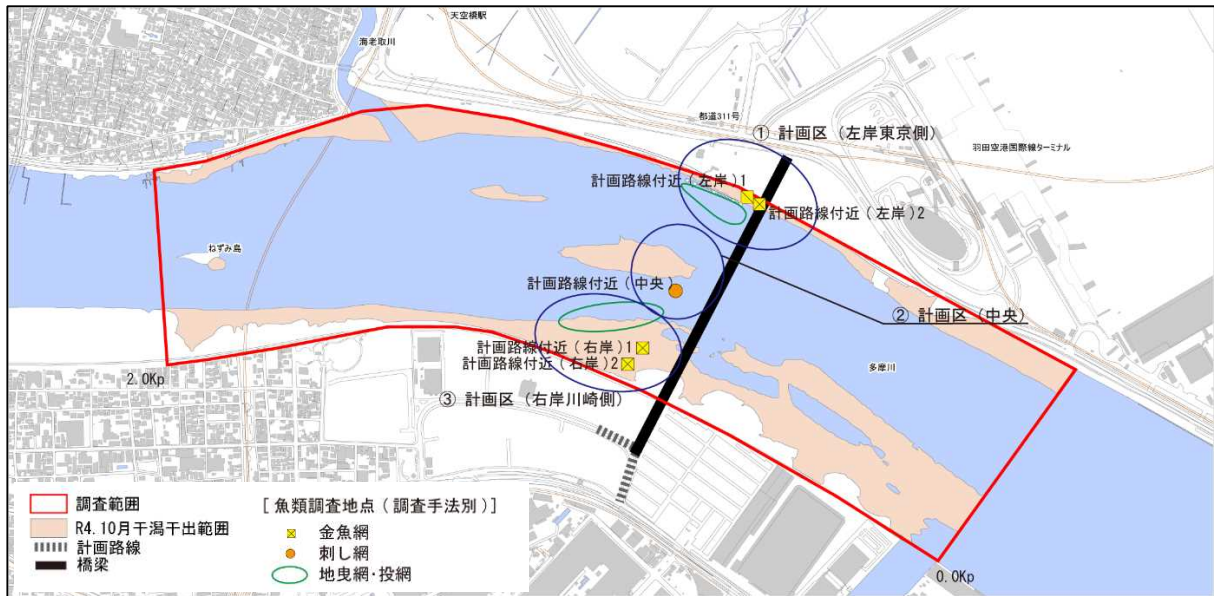 天空橋駅
海老取川
都道311号
① 計画区(左岸東京側)
羽田空港国際線ターミナル
計画路線付近(左岸)1
計画路線付近(左岸)2
ねずみ島
計画路線付近(中央)
② 計画区(中央)
計画路線付近(右岸)1
計画路線付近(右岸)2
多摩川
2.0Kp
③ 計画区(右岸川崎側)
調査範囲
R4.10月干潟干出範囲
計画路線
橋梁
[魚類調査地点(調査手法別)]
金魚網
刺し網
地曳網・投網
0.0Kp